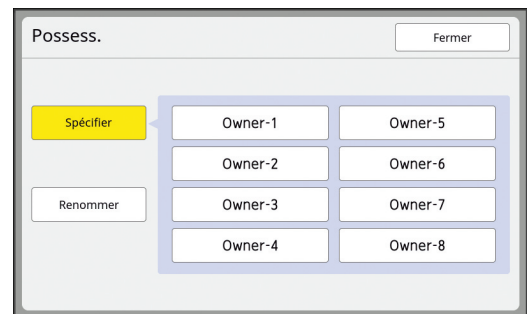 Possess.
Fermer
Spécifier
Owner-1
Owner-5
Owner-2
Owner-6
Renommer
Owner-3
Owner-7
Owner-4
Owner-8